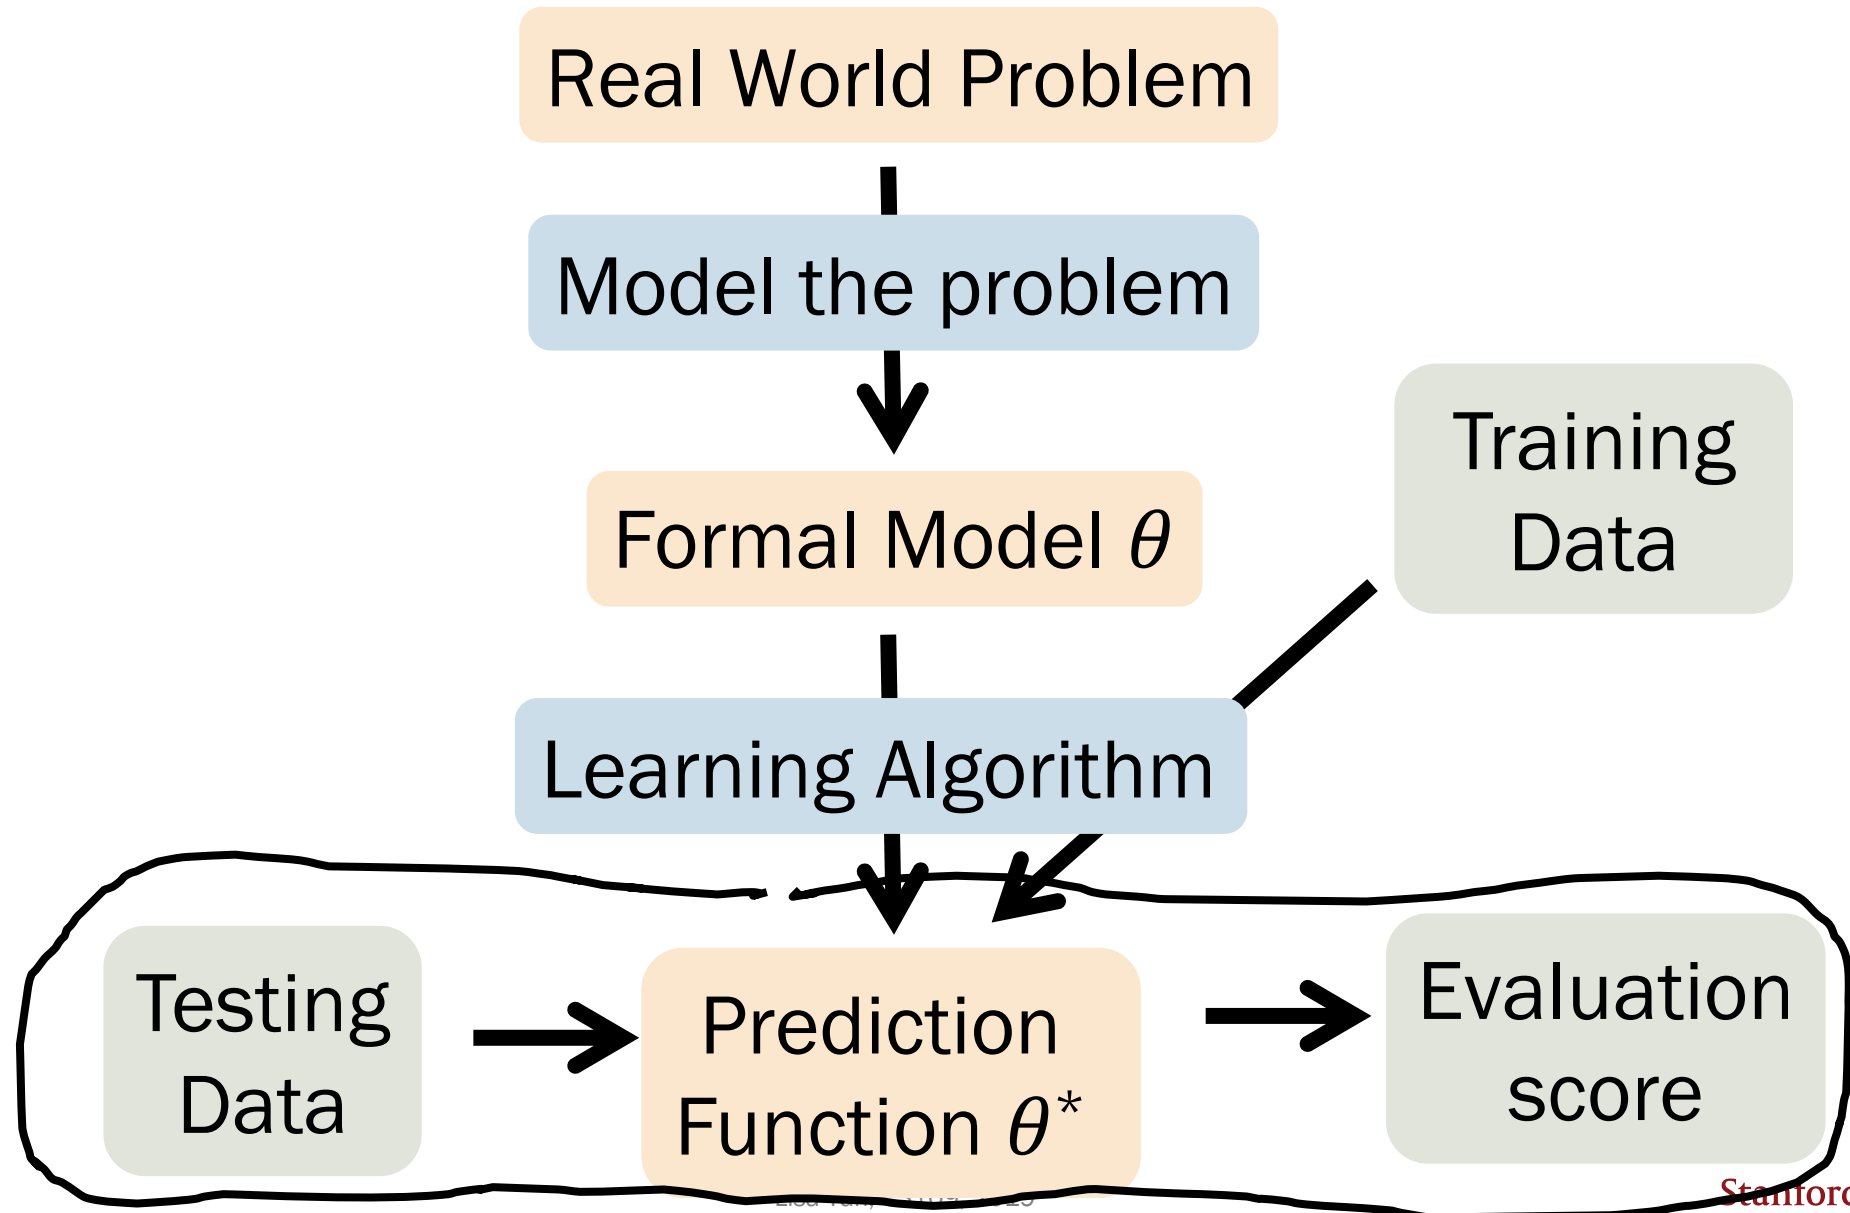 Real World Problem
Model the problem
Formal Model θ
Training
Data
Learning Algorithm
Testing
Data
Prediction
Function θ*
Evaluation
score